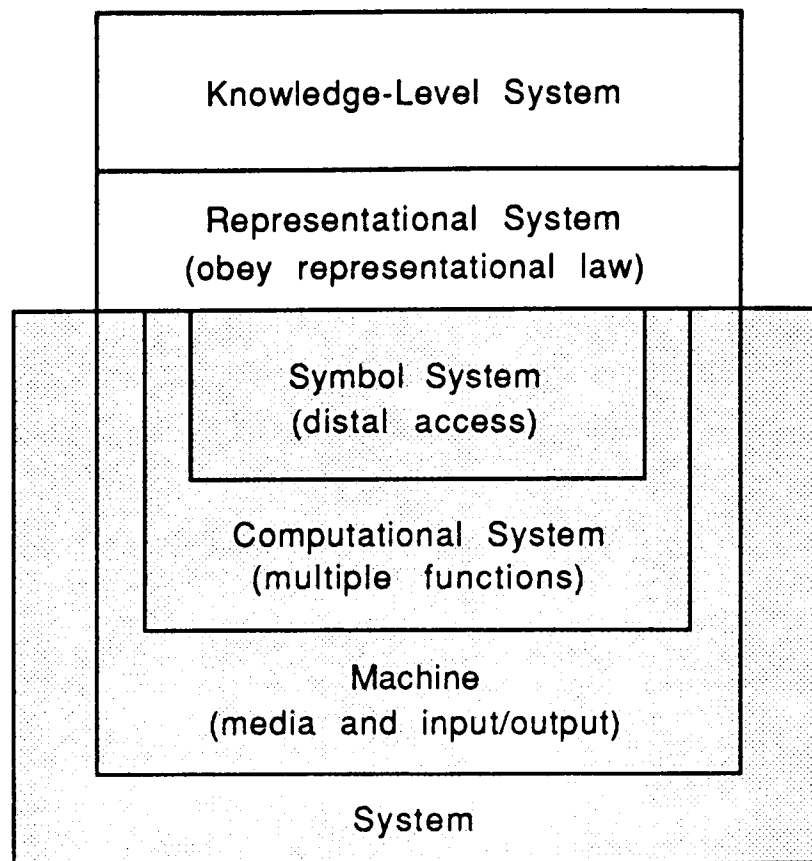 Knowledge-Level System
Representational System
(obey representational law)
Symbol System
(distal access)
Computational System
(multiple functions)
Machine
(media and input/output)
System